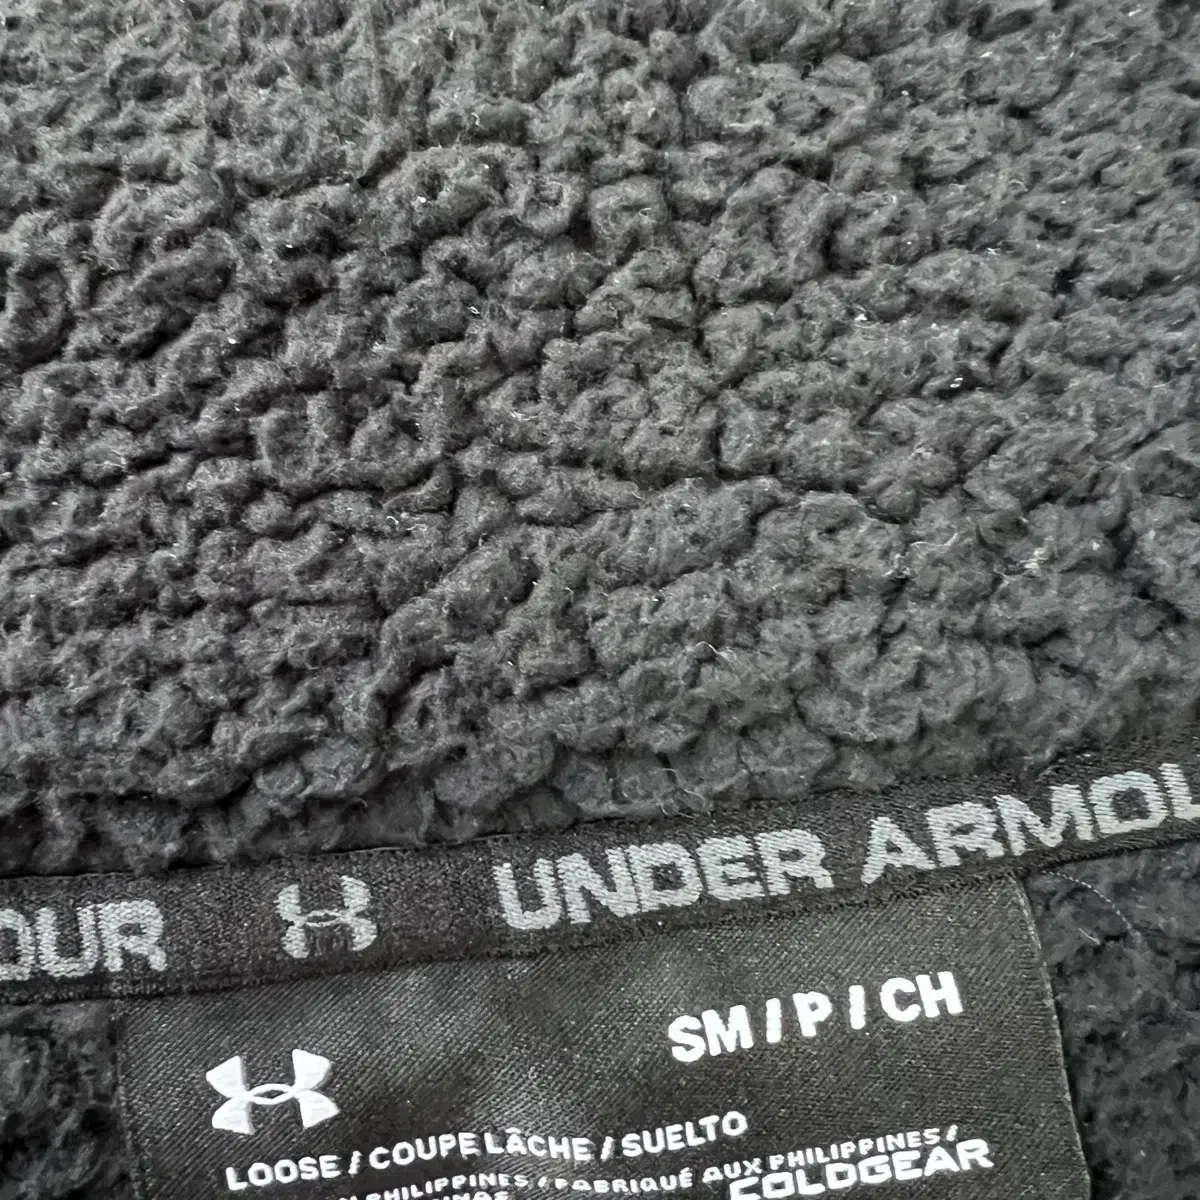 OUR UNDER ARMOU
SM / P / CH
LOOSE / COUPE LÂCHE / SUELTO
PHILIPPINES / FABRIQUÉ AUX PHILIPPINES /
COLDGEAR